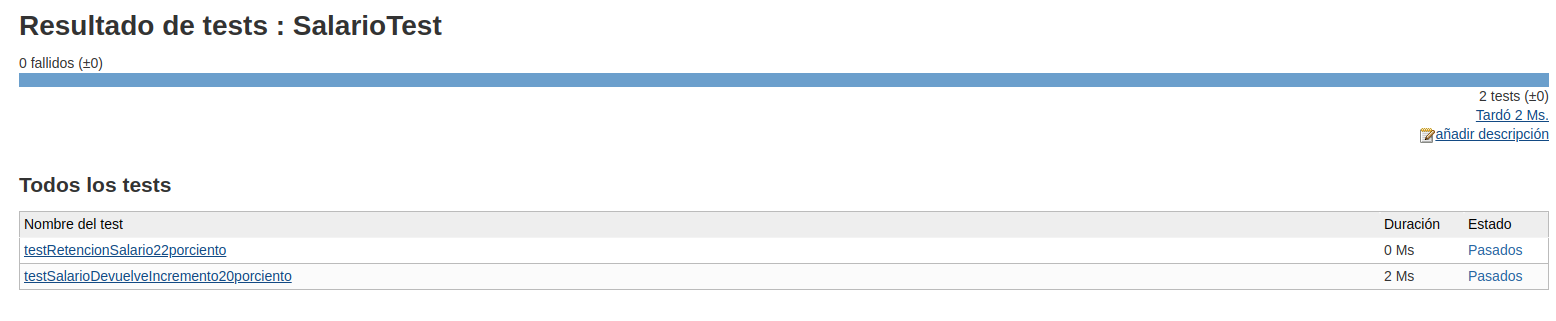 Resultado de tests : SalarioTest
0 fallidos (±0)
2 tests (±0)
Tardó 2 Ms.
añadir descripción
Todos los tests
Nombre del test Duración Estado
testRetencionSalario22porciento 0 Ms Pasados
testSalarioDevuelveIncremento20porciento 2 Ms Pasados